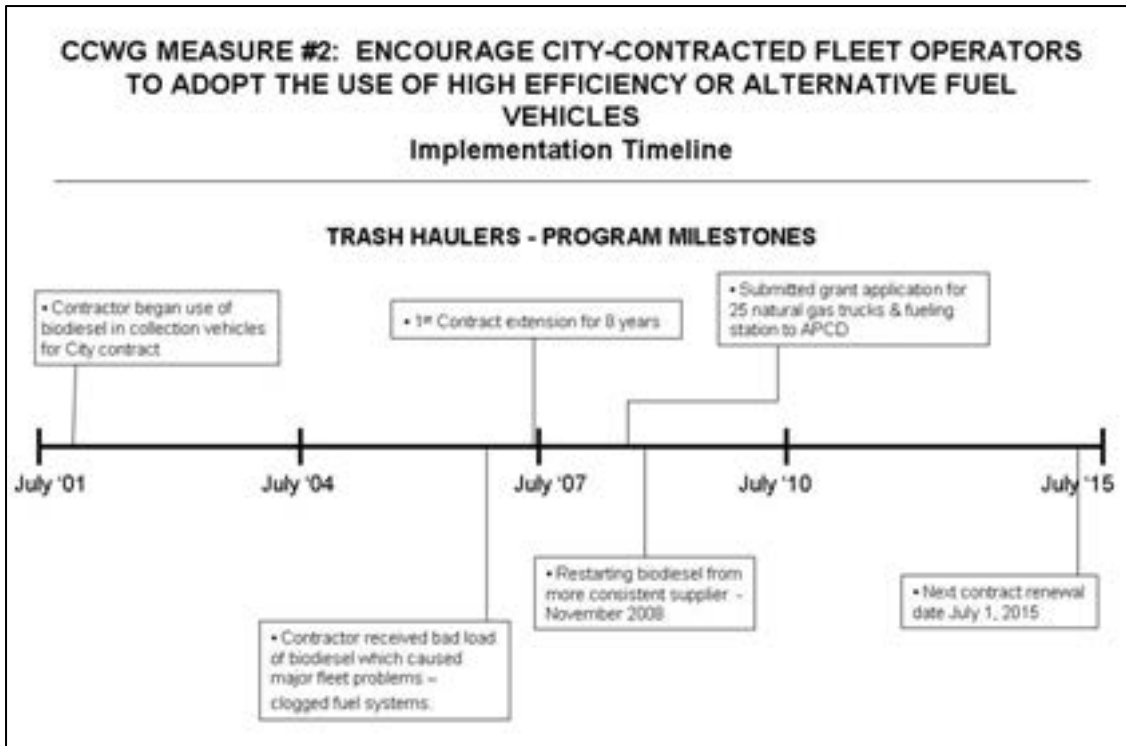 CCWG MEASURE #2: ENCOURAGE CITY-CONTRACTED FLEET OPERATORS
TO ADOPT THE USE OF HIGH EFFICIENCY OR ALTERNATIVE FUEL
VEHICLES
Implementation Timeline
TRASH HAULERS - PROGRAM MILESTONES
• Contractor began use of
biodiesel in collection vehicles
for City contract
• 1st Contract extension for 8 years
• Submitted grant application for
25 natural gas trucks & fueling
station to APCD
July '01
July '04
July '07
July '10
July '15
• Contractor received bad load
of biodiesel which caused
major fleet problems –
clogged fuel systems.
• Restarting biodiesel from
more consistent supplier -
November 2008
• Next contract renewal
date July 1, 2015